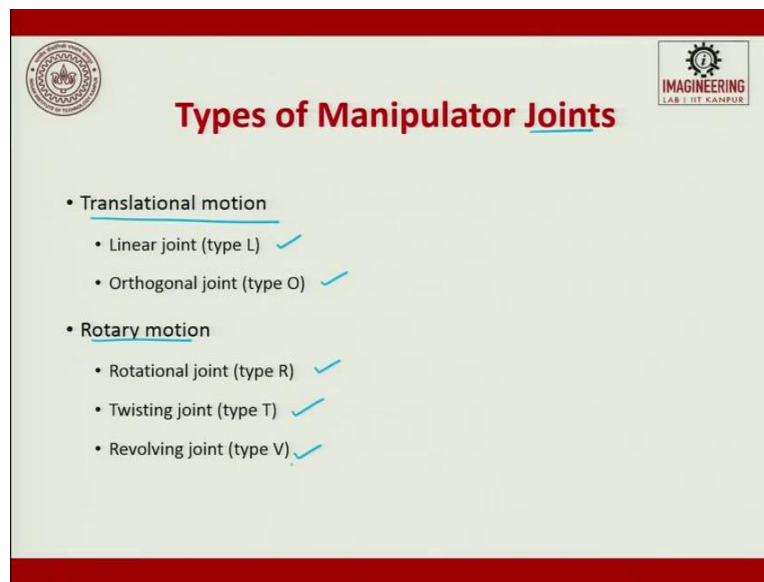 IMAGINEERING
LAB | IIT KANPUR
Types of Manipulator Joints
• Translational motion
• Linear joint (type L)
• Orthogonal joint (type O)
• Rotary motion
• Rotational joint (type R)
• Twisting joint (type T)
• Revolving joint (type V)